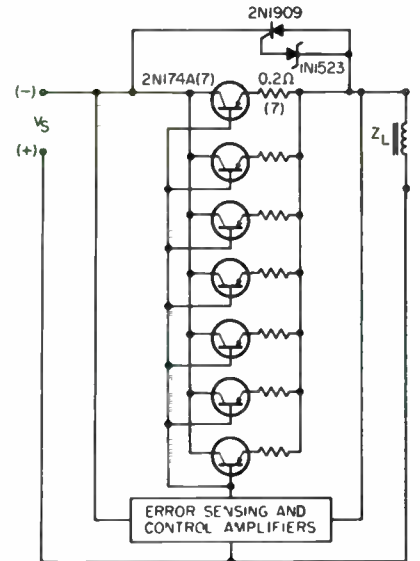 2N1909
1N1523
2N174A(7)
0.2Ω
(7)
(-)
VS
(+)
ZL
ERROR SENSING AND
CONTROL AMPLIFIERS